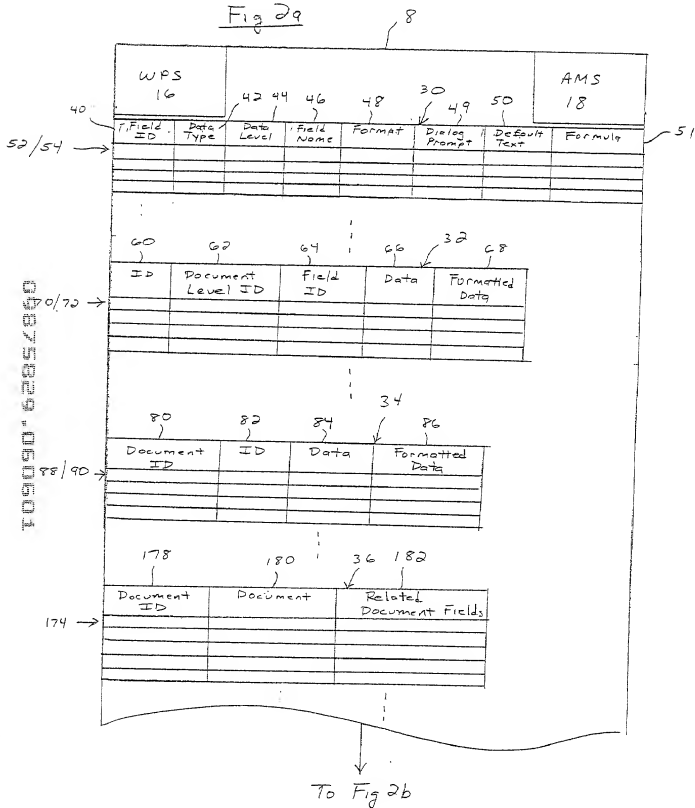 Fig 2a
8
WPS
16
AMS
18
40
42
44
46
48
30
49
50
51
Field ID
Data Type
Data Level
Field Name
Format
Dialog Prompt
Default Text
Formula
52/54
60
62
64
66
32
68
ID
Document Level ID
Field ID
Data
Formatted Data
70/72
80
82
84
34
86
Document ID
ID
Data
Formatted Data
88/90
178
180
36
182
Document ID
Document
Related Document Fields
174
To Fig 2b
09875829.060601